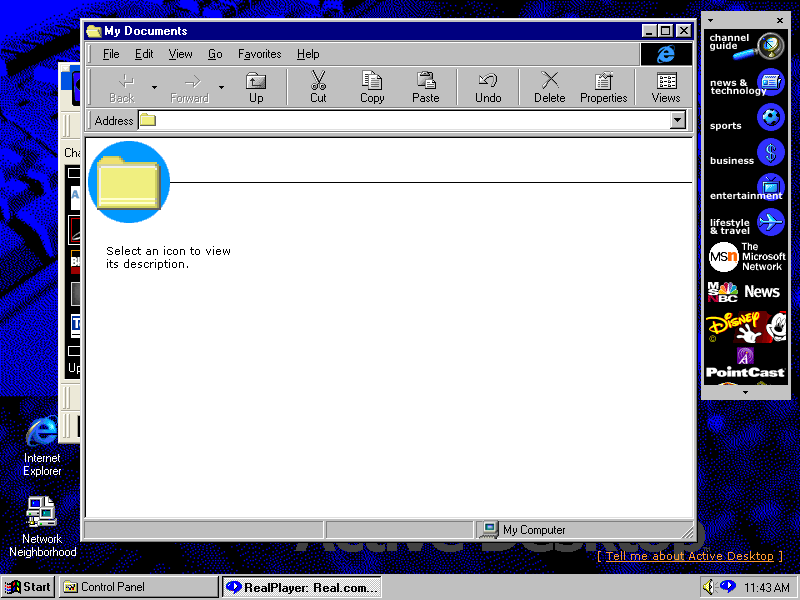 My Documents
File Edit View Go Favorites Help
Back Forward Up Cut Copy Paste Undo Delete Properties Views
Address
Select an icon to view
its description.
My Computer
channel
guide
news &
technology
sports
business
entertainment
lifestyle
& travel
msn The
Microsoft
Network
MSNBC News
Disney
PointCast
Internet
Explorer
Network
Neighborhood
Active Desktop
[ Tell me about Active Desktop ]
Start Control Panel RealPlayer: Real.com... 11:43 AM